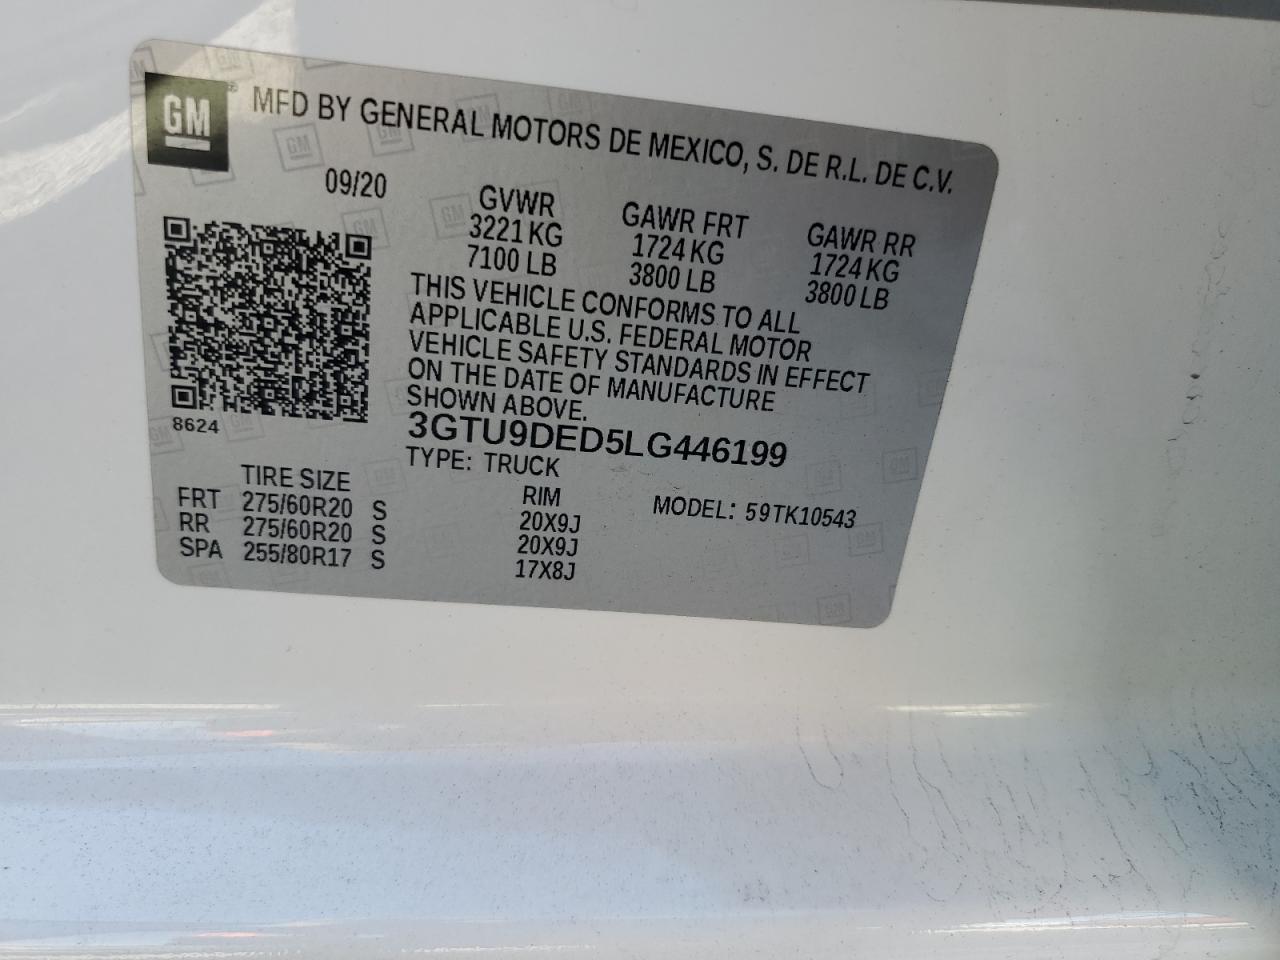 GM
MFD BY GENERAL MOTORS DE MEXICO, S. DE R.L. DE C.V.
09/20
GVWR
3221 KG
7100 LB
GAWR FRT
1724 KG
3800 LB
GAWR RR
1724 KG
3800 LB
THIS VEHICLE CONFORMS TO ALL
APPLICABLE U.S. FEDERAL MOTOR
VEHICLE SAFETY STANDARDS IN EFFECT
ON THE DATE OF MANUFACTURE
SHOWN ABOVE.
8624
3GTU9DED5LG446199
TYPE: TRUCK
MODEL: 59TK10543
TIRE SIZE RIM
FRT 275/60R20 S 20X9J
RR 275/60R20 S 20X9J
SPA 255/80R17 S 17X8J